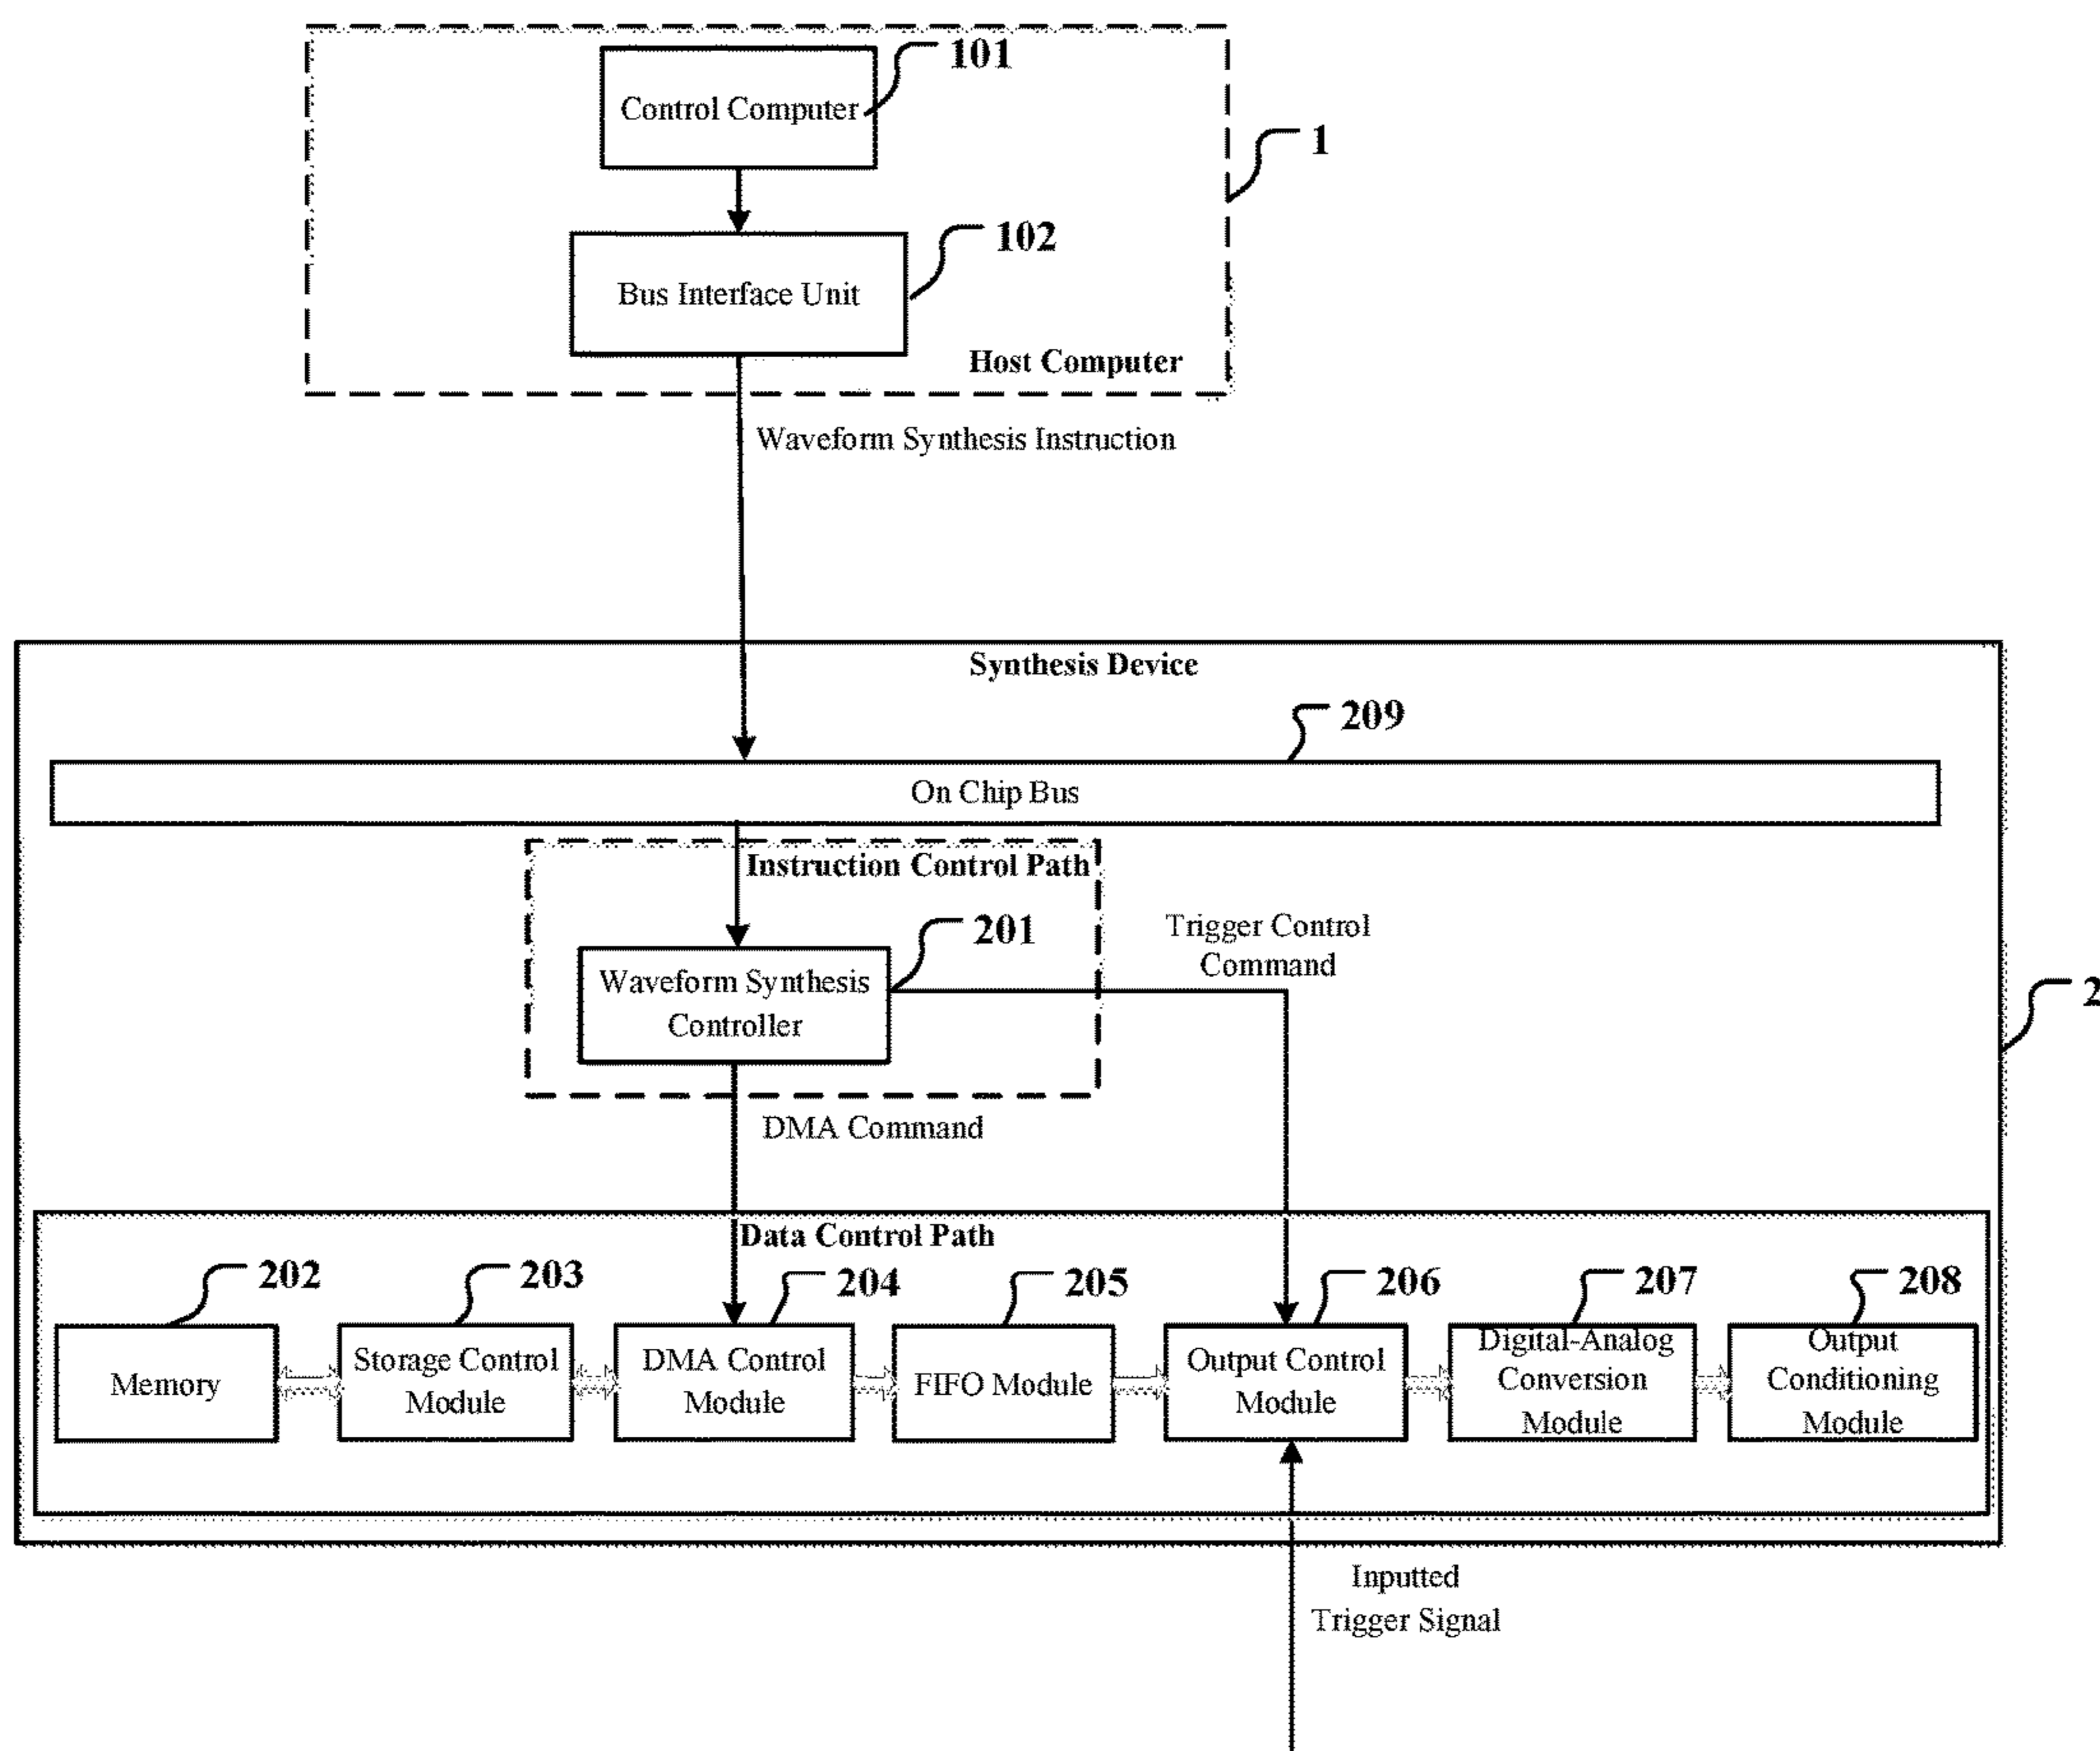 101
Control Computer
1
102
Bus Interface Unit
Host Computer
Waveform Synthesis Instruction
Synthesis Device
209
On Chip Bus
Instruction Control Path
201
Trigger Control
Command
Waveform Synthesis
Controller
2
DMA Command
Data Control Path
202
203
204
205
206
207
208
Memory
Storage Control
Module
DMA Control
Module
FIFO Module
Output Control
Module
Digital-Analog
Conversion
Module
Output
Conditioning
Module
Inputted
Trigger Signal